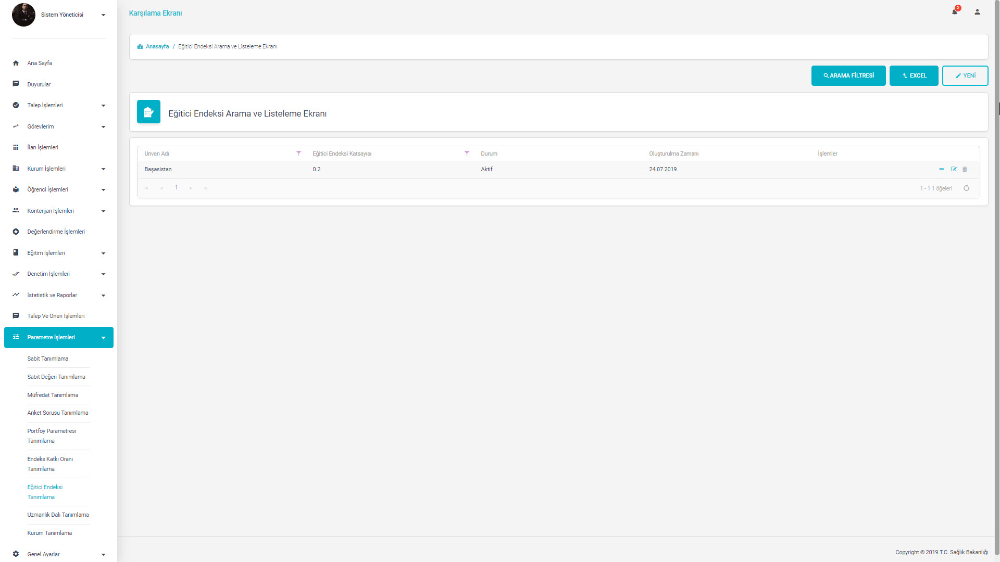 Sistem Yöneticisi
Ana Sayfa
Duyurular
Talep İşlemleri
Görevlerim
İlan İşlemleri
Kurum İşlemleri
Öğrenci İşlemleri
Kontenjan İşlemleri
Değerlendirme İşlemleri
Eğitim İşlemleri
Denetim İşlemleri
İstatistik ve Raporlar
Talep Ve Öneri İşlemleri
Parametre İşlemleri
Sabit Tanımlama
Sabit Değeri Tanımlama
Müfredat Tanımlama
Anket Sorusu Tanımlama
Portföy Parametresi
Tanımlama
Endeks Katkı Oranı
Tanımlama
Eğitici Endeksi
Tanımlama
Uzmanlık Dalı Tanımlama
Kurum Tanımlama
Genel Ayarlar
Karşılama Ekranı
0
Anasayfa / Eğitici Endeksi Arama ve Listeleme Ekranı
ARAMA FİLTRESİ EXCEL YENİ
Eğitici Endeksi Arama ve Listeleme Ekranı
Unvan Adı Eğitici Endeksi Katsayısı Durum Oluşturulma Zamanı İşlemler
Başasistan 0.2 Aktif 24.07.2019
1 1 - 1 1 öğeleri
Copyright © 2019 T.C. Sağlık Bakanlığı